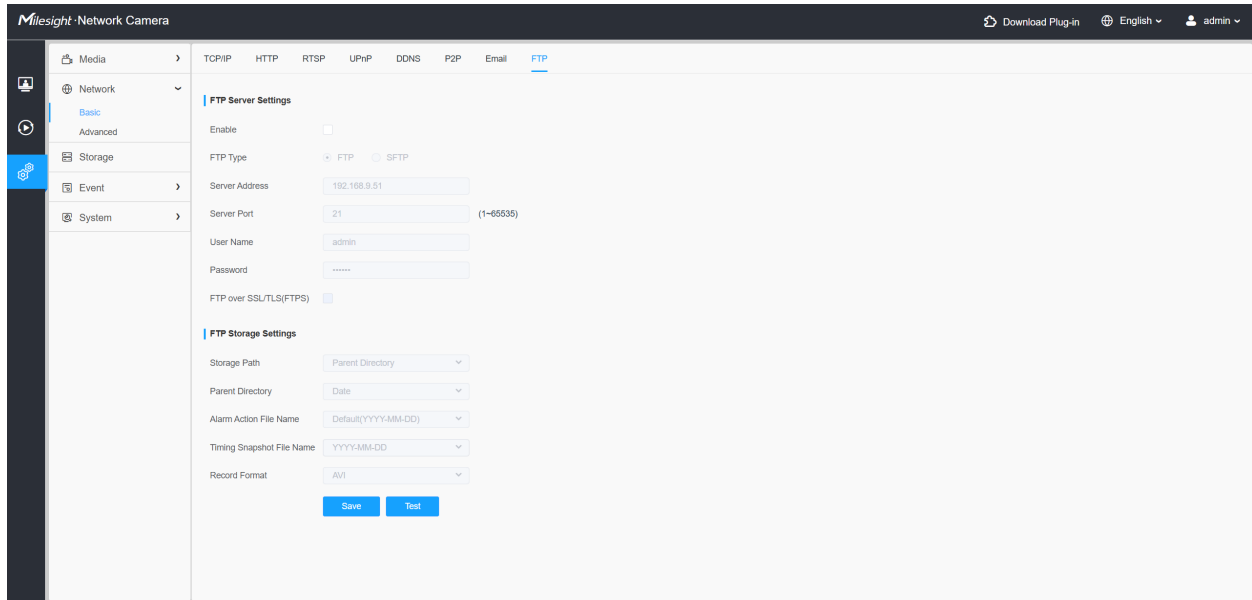 Milesight · Network Camera
Download Plug-in
English
admin
Media
Network
Basic
Advanced
Storage
Event
System
TCP/IP HTTP RTSP UPnP DDNS P2P Email FTP
FTP Server Settings
Enable
FTP Type FTP SFTP
Server Address 192.168.9.51
Server Port 21 (1~65535)
User Name admin
Password ••••••
FTP over SSL/TLS(FTPS)
FTP Storage Settings
Storage Path Parent Directory
Parent Directory Date
Alarm Action File Name Default(YYYY-MM-DD)
Timing Snapshot File Name YYYY-MM-DD
Record Format AVI
Save Test